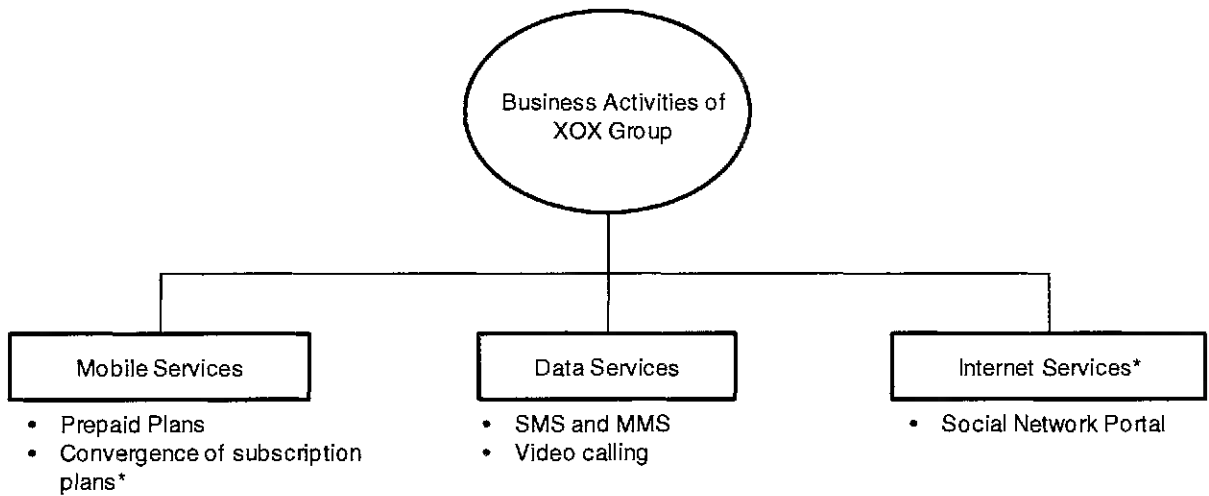 Business Activities of
XOX Group
Mobile Services
• Prepaid Plans
• Convergence of subscription
plans*
Data Services
• SMS and MMS
• Video calling
Internet Services*
• Social Network Portal